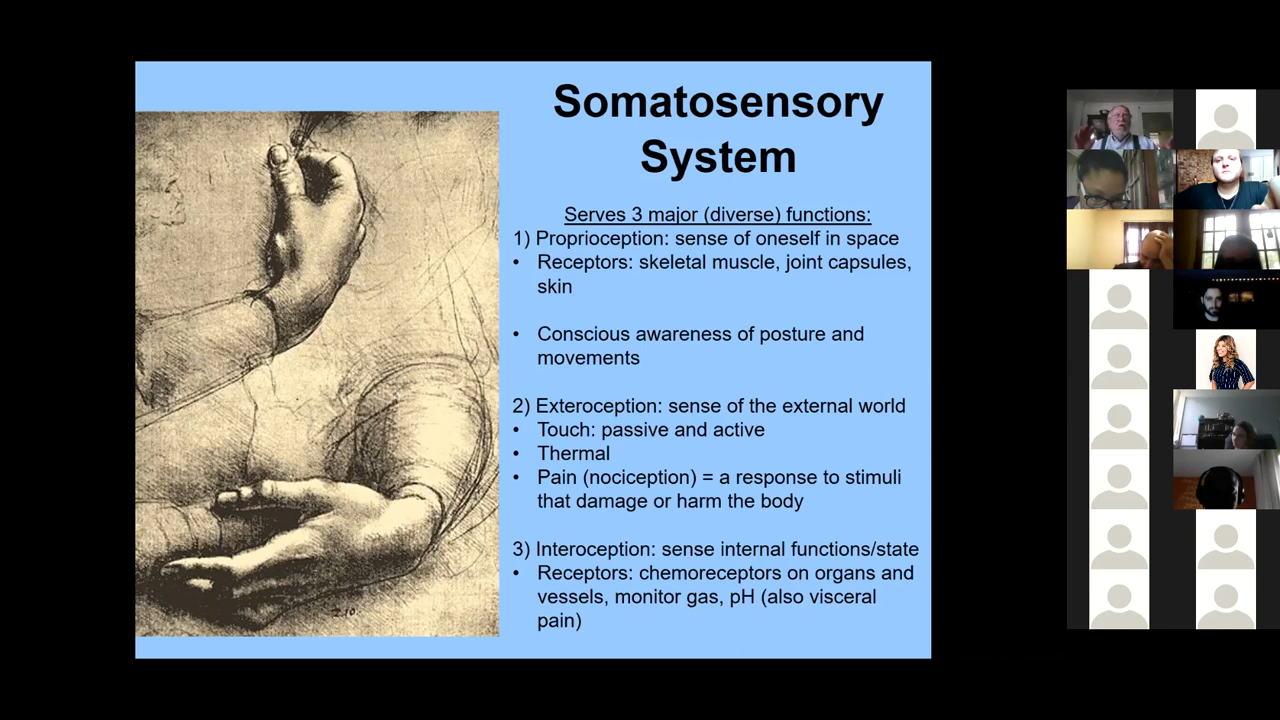 Somatosensory
System
Serves 3 major (diverse) functions:
1) Proprioception: sense of oneself in space
• Receptors: skeletal muscle, joint capsules,
skin
• Conscious awareness of posture and
movements
2) Exteroception: sense of the external world
• Touch: passive and active
• Thermal
• Pain (nociception) = a response to stimuli
that damage or harm the body
3) Interoception: sense internal functions/state
• Receptors: chemoreceptors on organs and
vessels, monitor gas, pH (also visceral
pain)